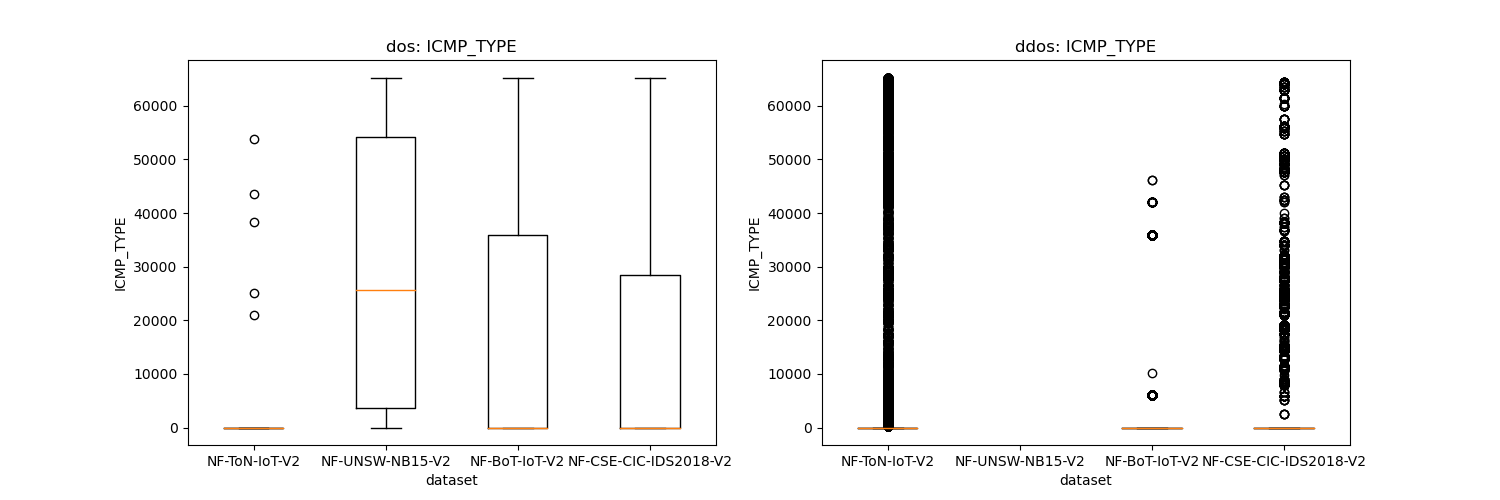 dos: ICMP_TYPE
ICMP_TYPE
60000
50000
40000
30000
20000
10000
0
NF-ToN-IoT-V2 NF-UNSW-NB15-V2 NF-BoT-IoT-V2 NF-CSE-CIC-IDS2018-V2
dataset
ddos: ICMP_TYPE
ICMP_TYPE
60000
50000
40000
30000
20000
10000
0
NF-ToN-IoT-V2 NF-UNSW-NB15-V2 NF-BoT-IoT-V2 NF-CSE-CIC-IDS2018-V2
dataset